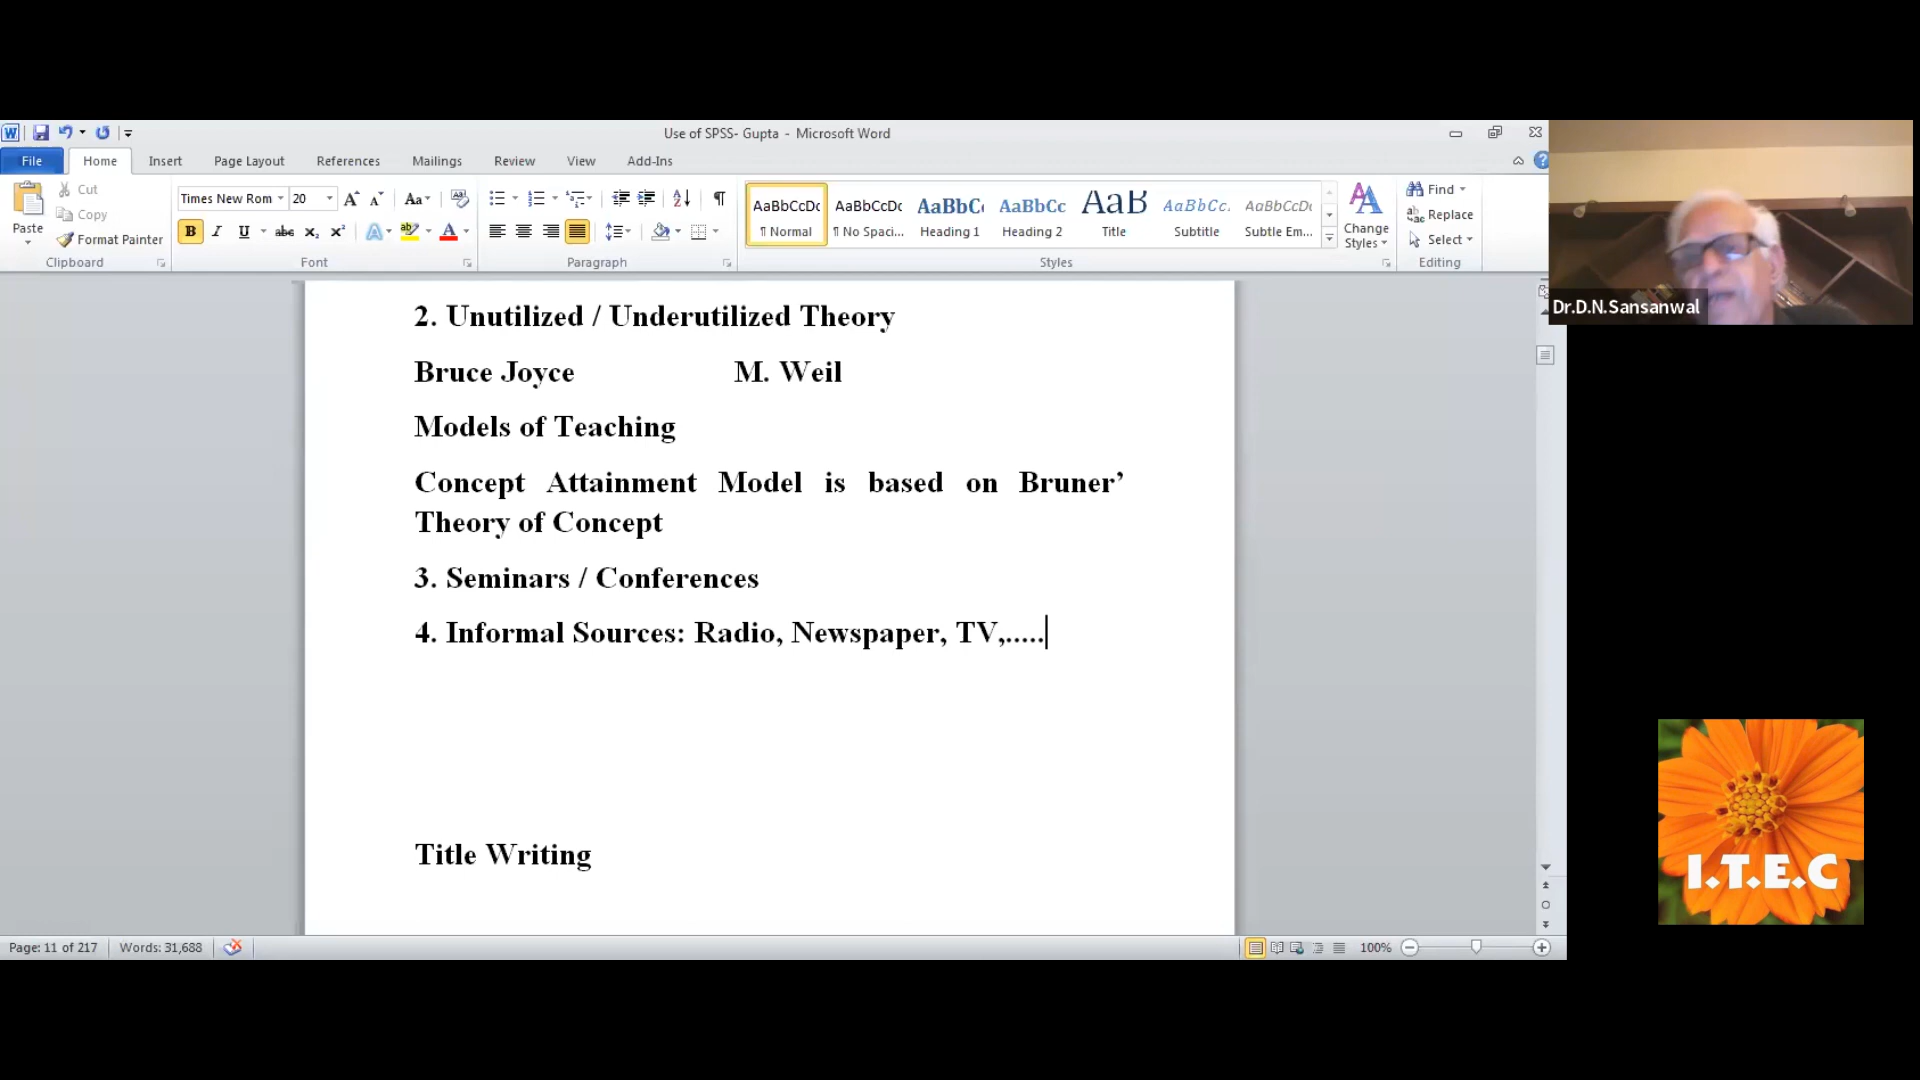 Use of SPSS- Gupta - Microsoft Word
File Home Insert Page Layout References Mailings Review View Add-Ins
Cut
Copy
Format Painter
Paste
Clipboard
Times New Rom 20
Font
Paragraph
AaBbCcDc AaBbCcDc AaBbC AaBbCc AaB AaBbCc. AaBbCcDc
¶ Normal ¶ No Spaci... Heading 1 Heading 2 Title Subtitle Subtle Em...
Change
Styles
Styles
Find
Replace
Select
Editing
Dr.D.N.Sansanwal
2. Unutilized / Underutilized Theory
Bruce Joyce M. Weil
Models of Teaching
Concept Attainment Model is based on Bruner’
Theory of Concept
3. Seminars / Conferences
4. Informal Sources: Radio, Newspaper, TV,.....
Title Writing
I.T.E.C
Page: 11 of 217 Words: 31,688 100%